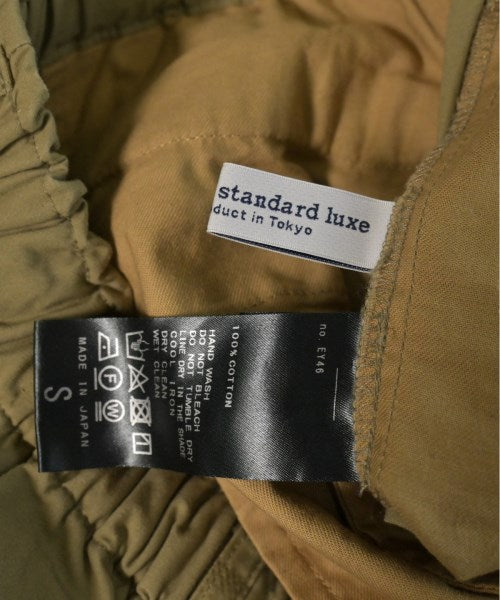 standard luxe
duct in Tokyo
no. EY46
100% COTTON
HAND WASH
DO NOT BLEACH
DO NOT TUMBLE DRY
LINE DRY IN THE SHADE
COOL IRON
DRY CLEAN
WET CLEAN
F
W
MADE IN JAPAN
S